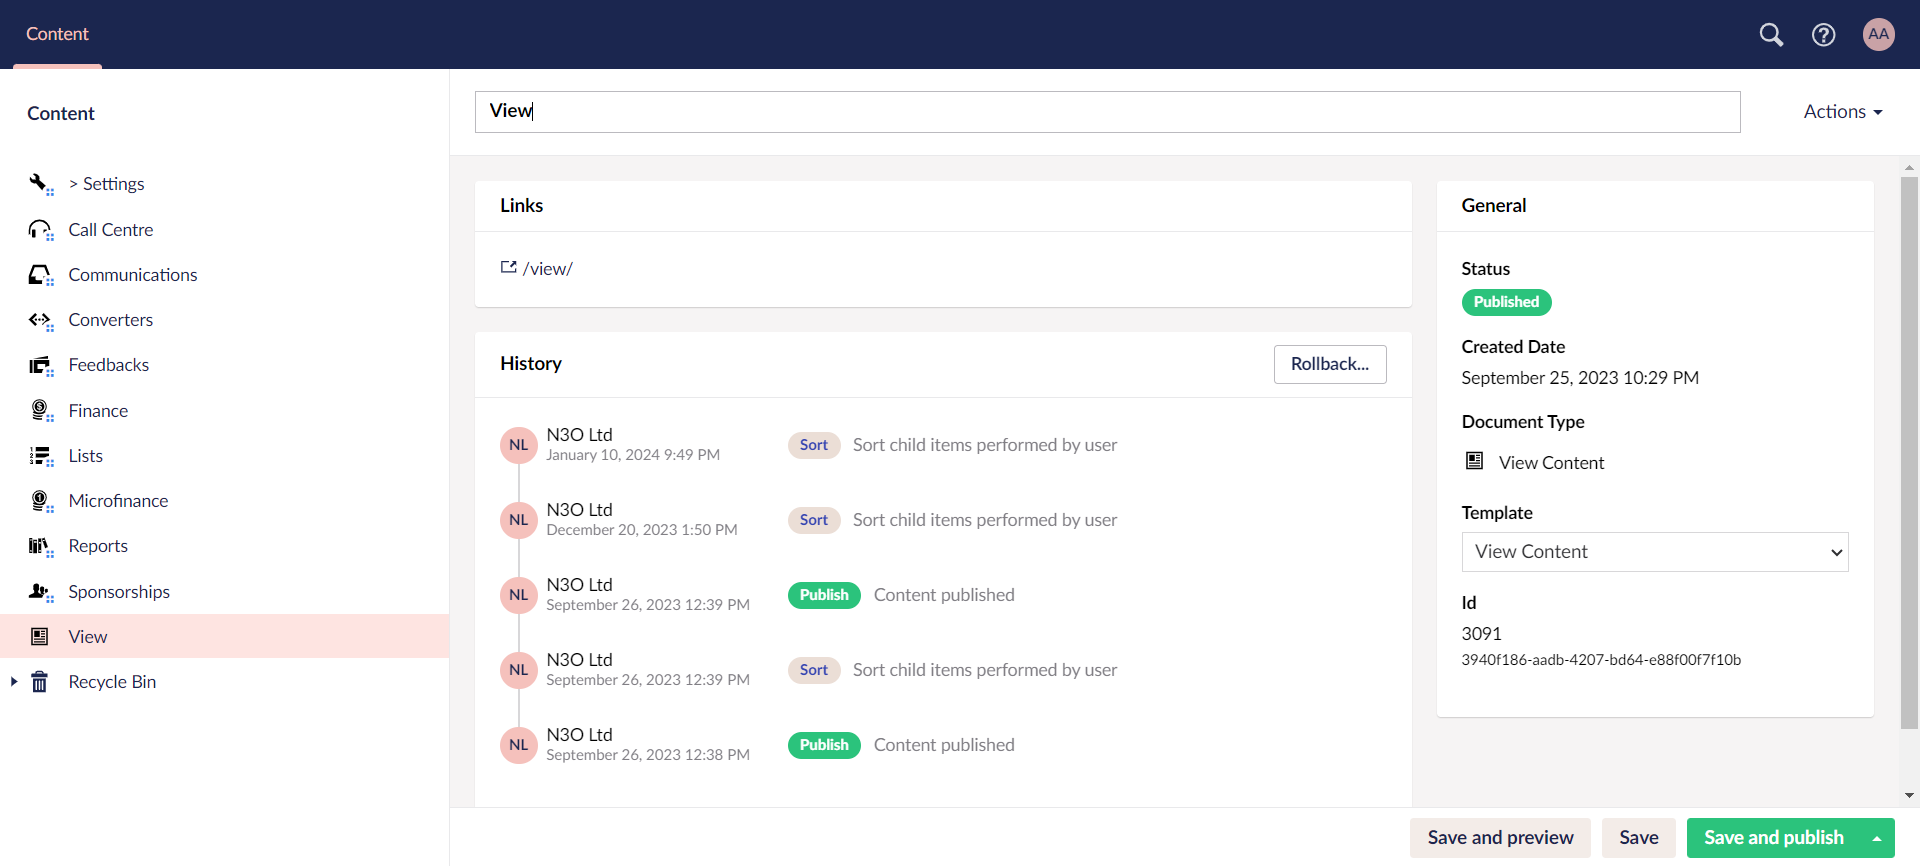 Content
AA
Content
> Settings
Call Centre
Communications
Converters
Feedbacks
Finance
Lists
Microfinance
Reports
Sponsorships
View
Recycle Bin
View
Actions
Links
/view/
History
Rollback...
NL
N3O Ltd
January 10, 2024 9:49 PM
Sort
Sort child items performed by user
NL
N3O Ltd
December 20, 2023 1:50 PM
Sort
Sort child items performed by user
NL
N3O Ltd
September 26, 2023 12:39 PM
Publish
Content published
NL
N3O Ltd
September 26, 2023 12:39 PM
Sort
Sort child items performed by user
NL
N3O Ltd
September 26, 2023 12:38 PM
Publish
Content published
General
Status
Published
Created Date
September 25, 2023 10:29 PM
Document Type
View Content
Template
View Content
Id
3091
3940f186-aadb-4207-bd64-e88f00f7f10b
Save and preview
Save
Save and publish